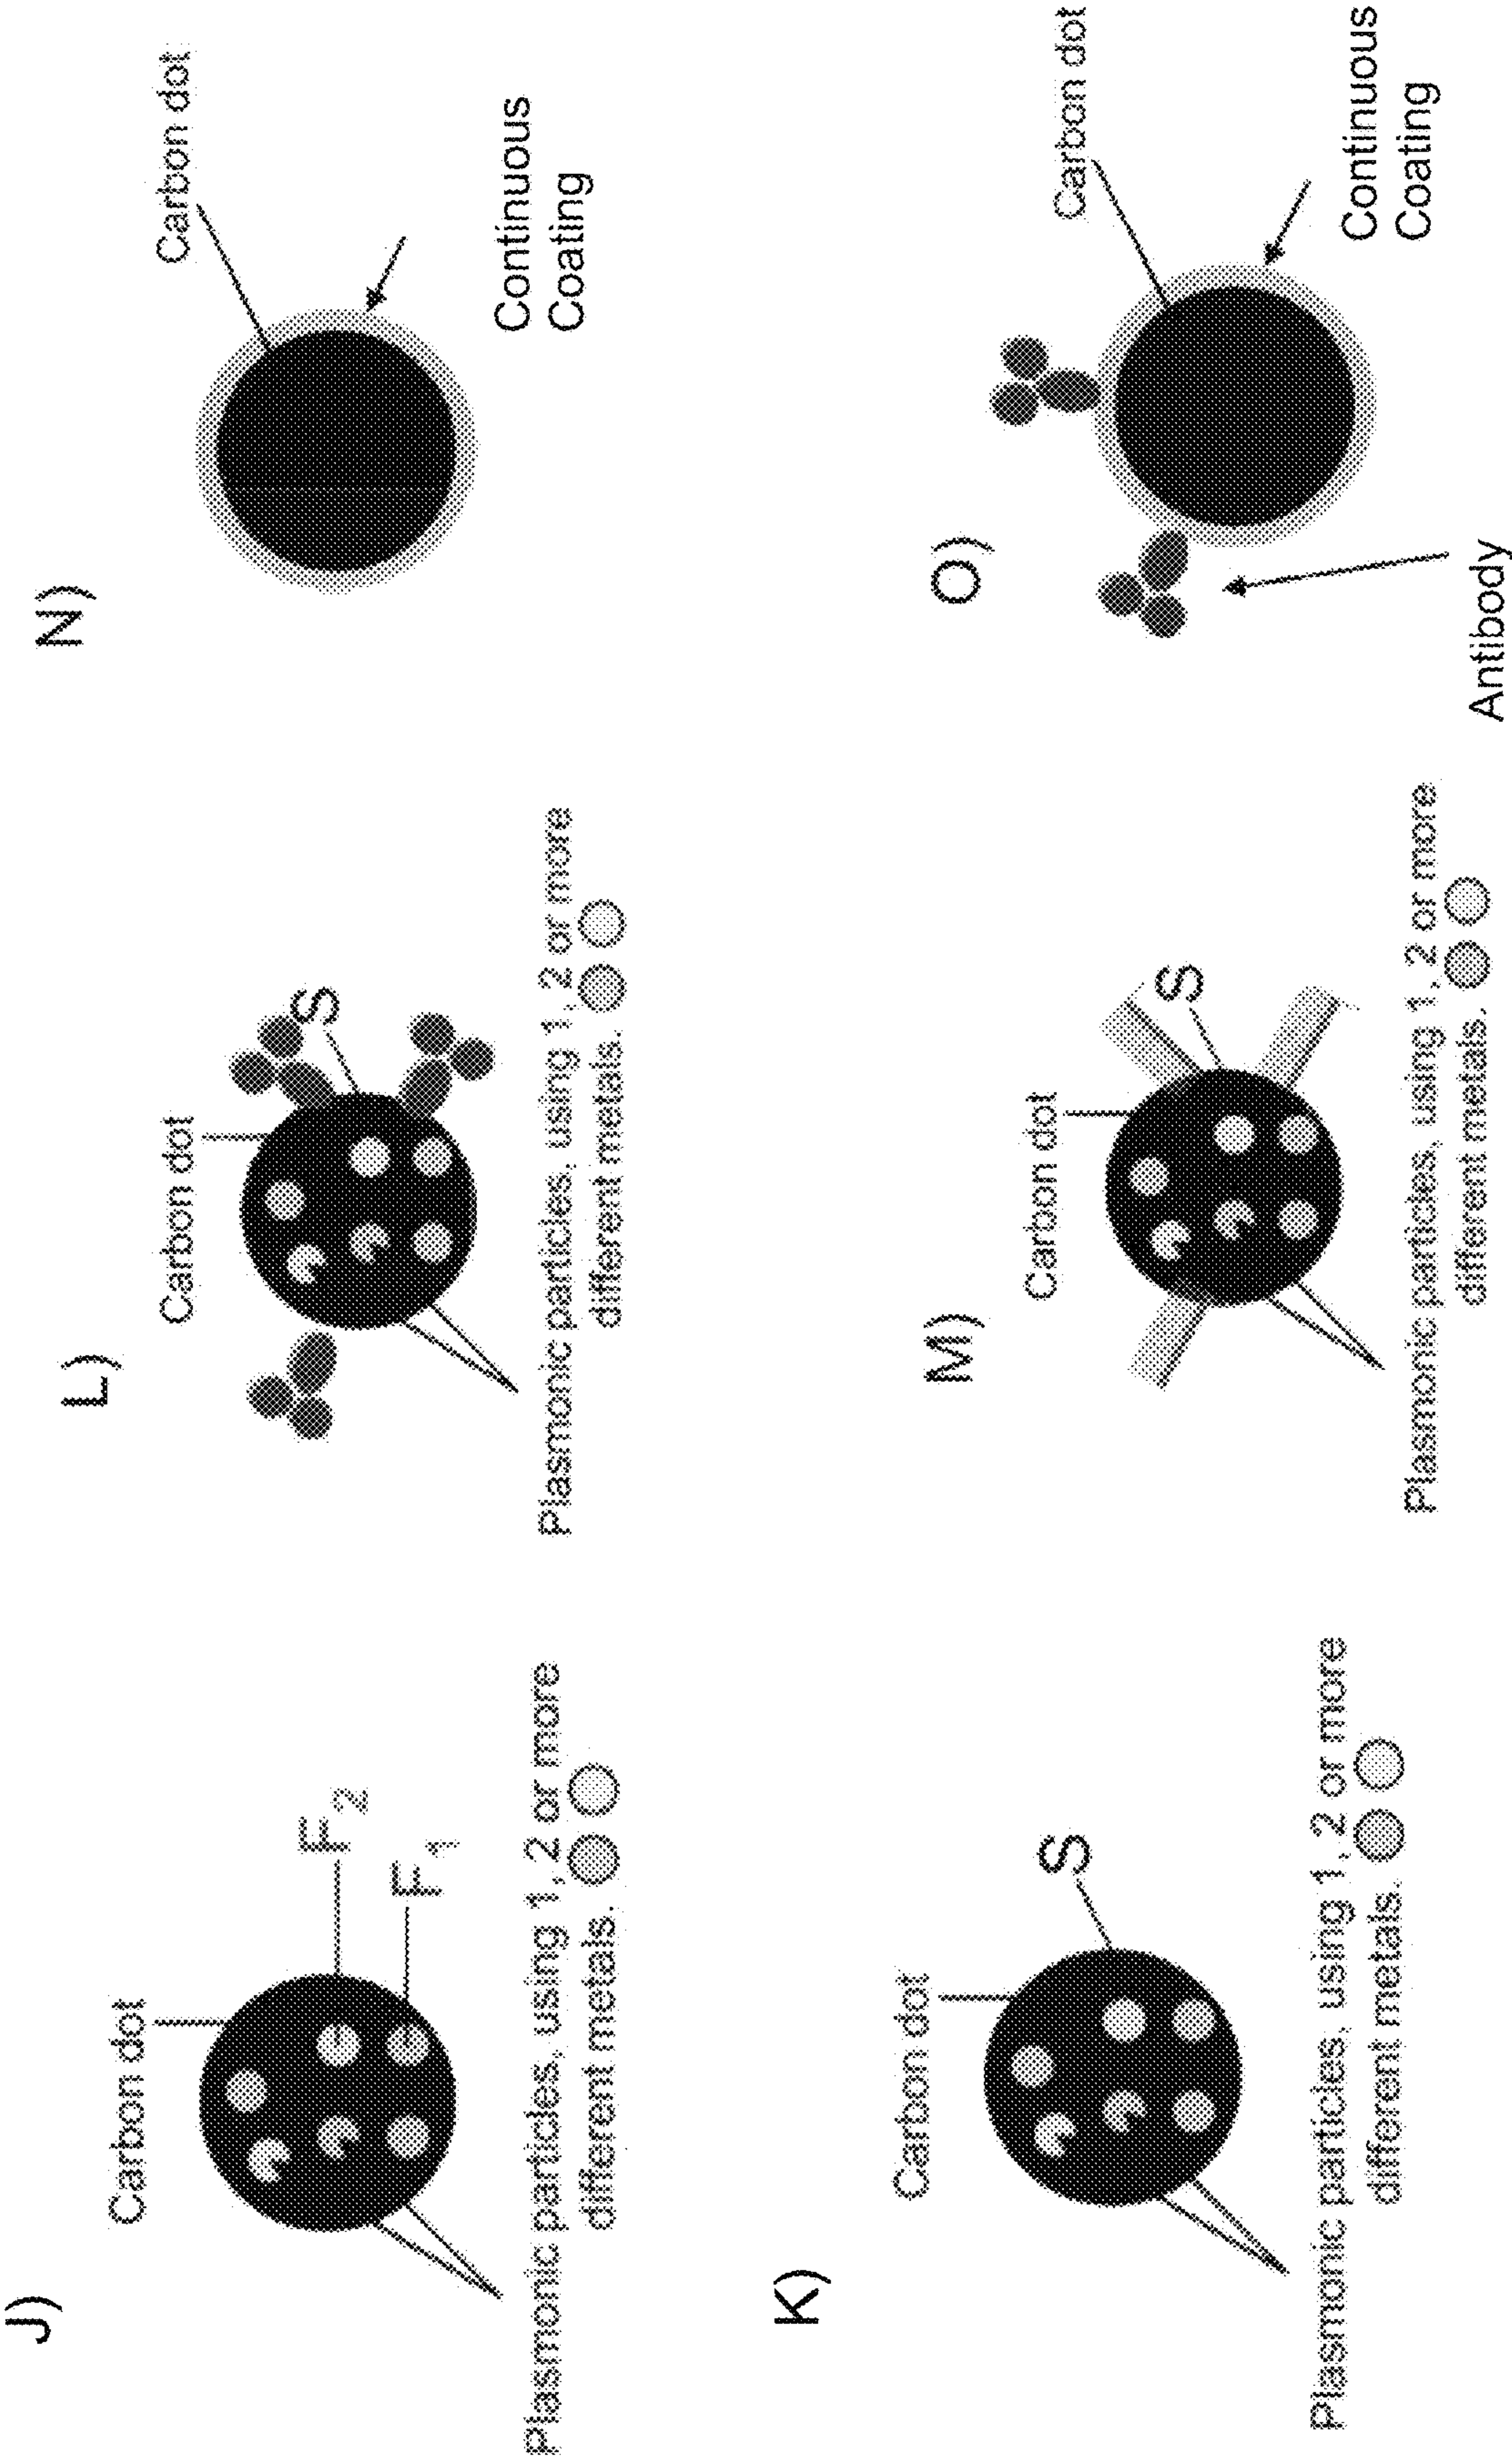 J)
Carbon dot
F2
F1
Plasmonic particles, using 1, 2 or more
different metals.
L)
Carbon dot
S
Plasmonic particles, using 1, 2 or more
different metals.
N)
Carbon dot
Continuous
Coating
K)
Carbon dot
S
Plasmonic particles, using 1, 2 or more
different metals.
M)
Carbon dot
S
Plasmonic particles, using 1, 2 or more
different metals.
O)
Carbon dot
Continuous
Coating
Antibody